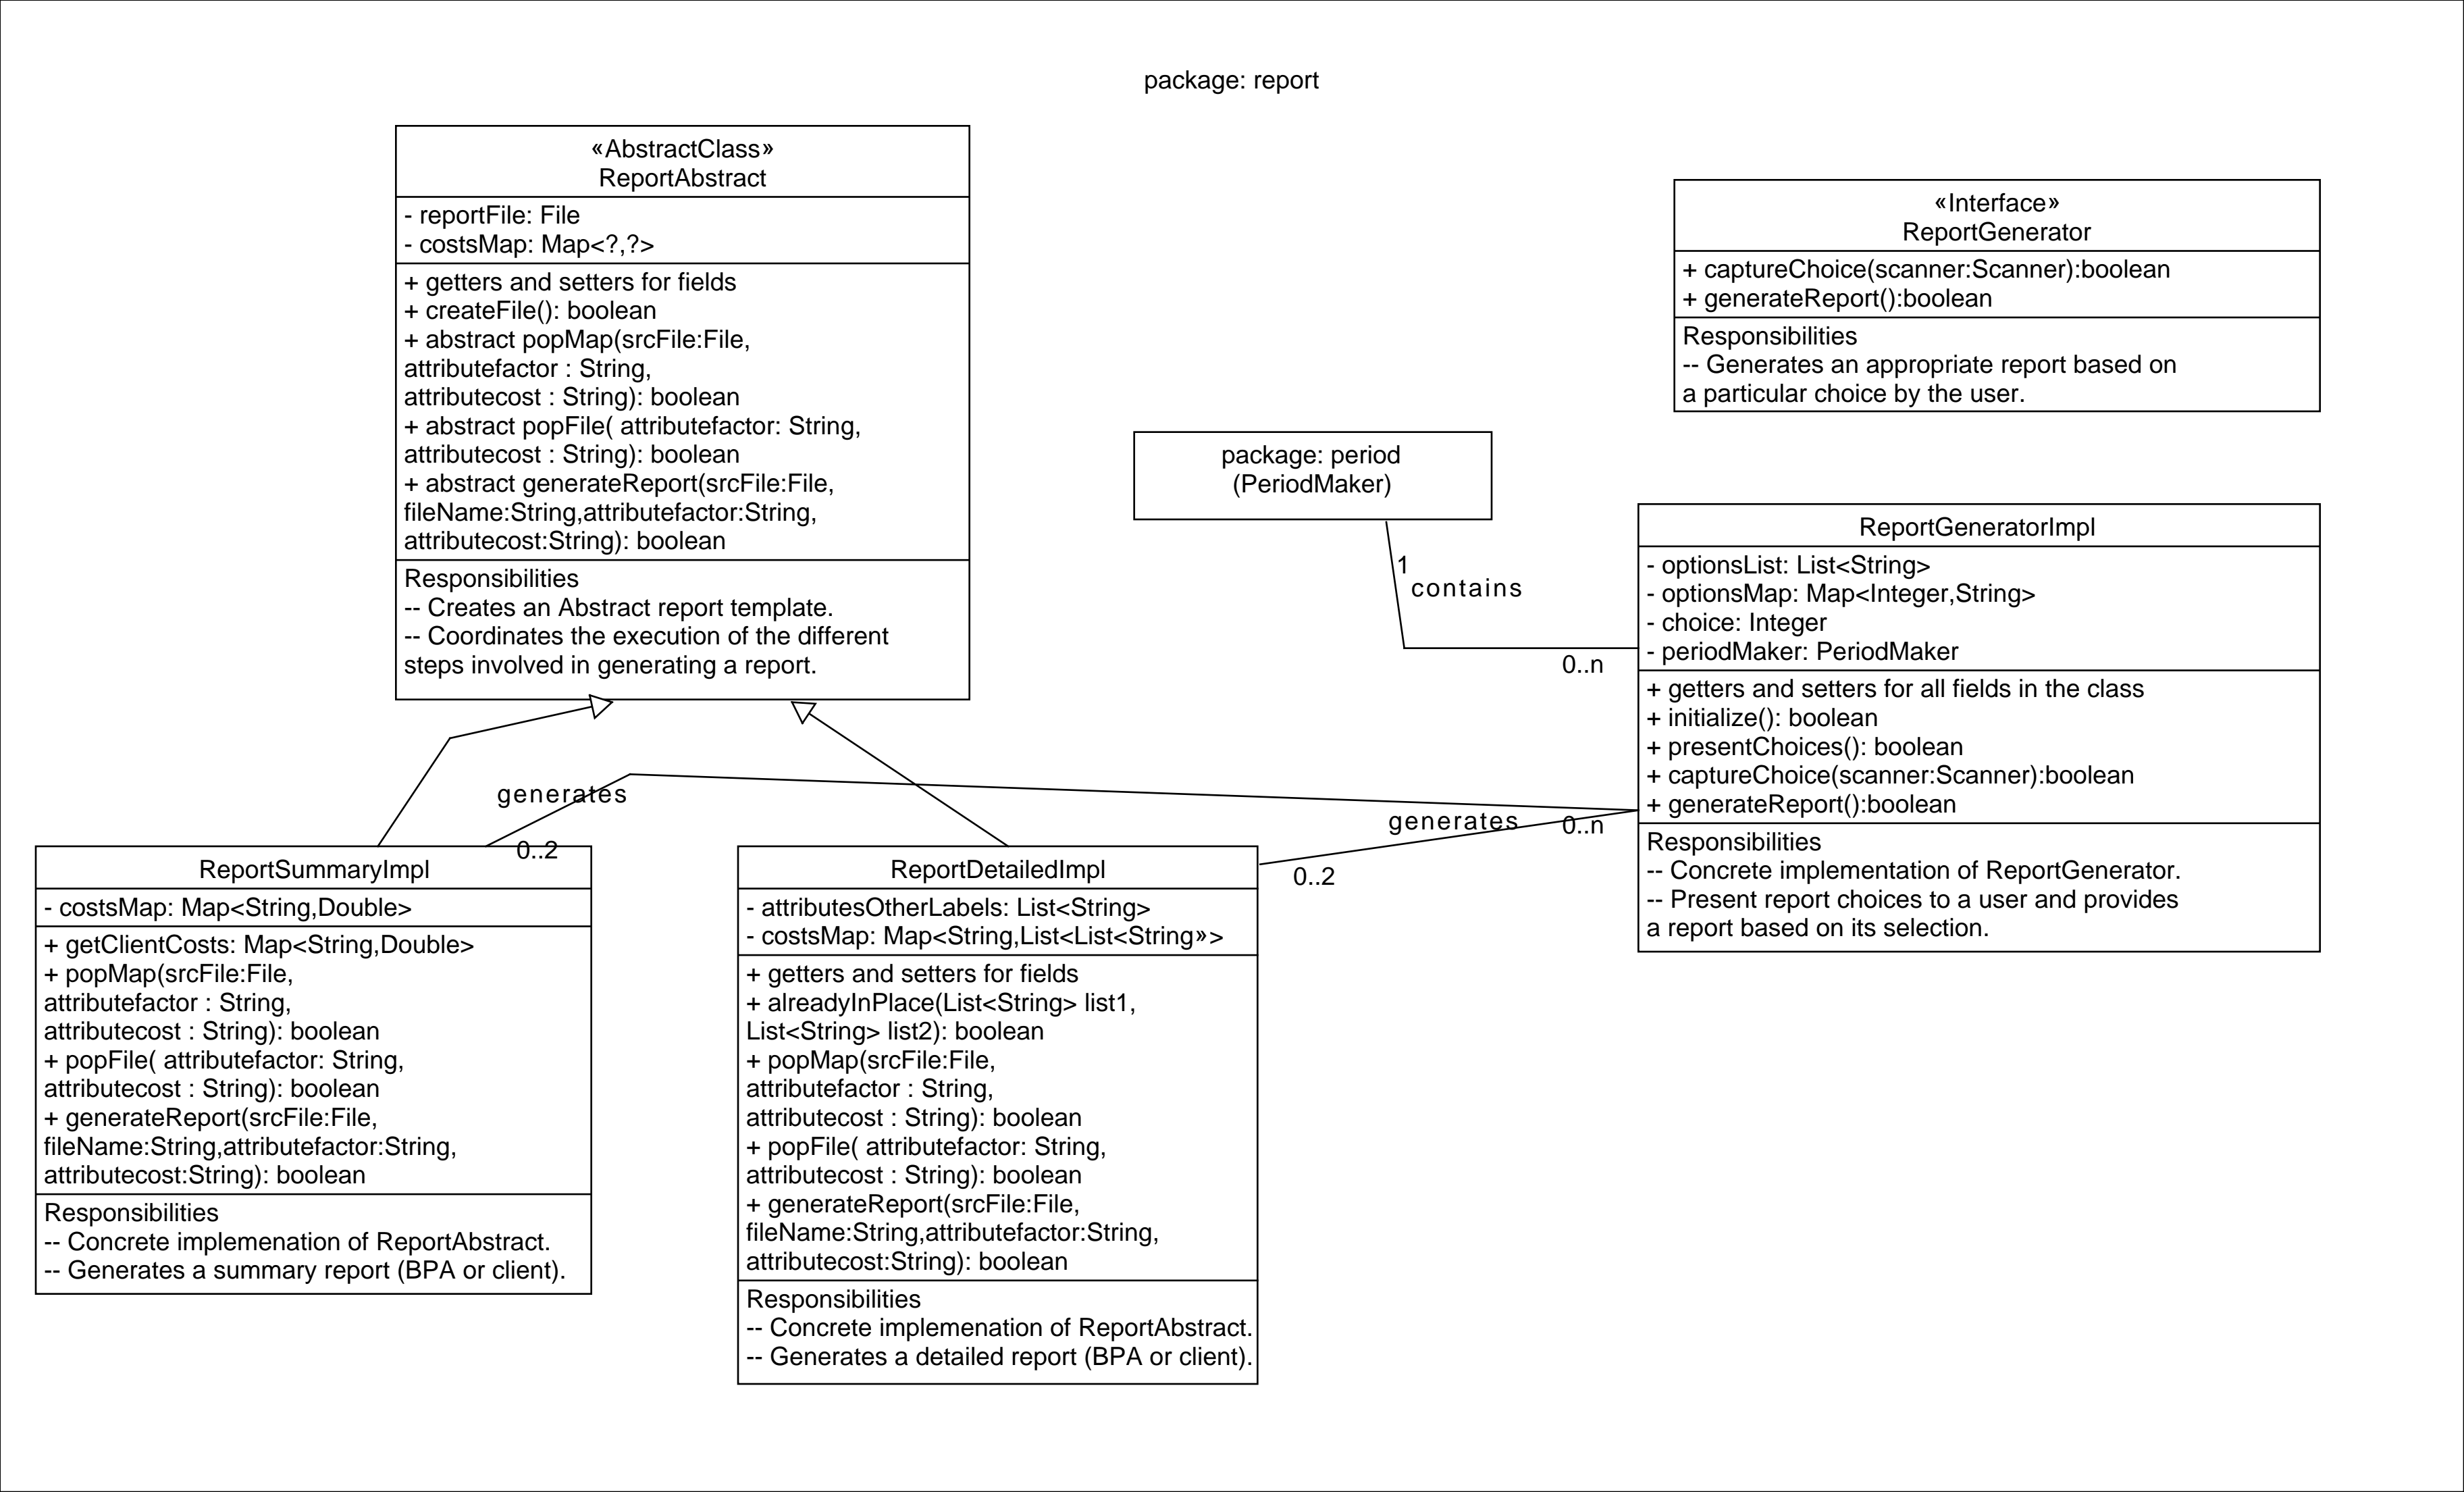 package: report
«AbstractClass»
ReportAbstract
- reportFile: File
- costsMap: Map<?,?>
+ getters and setters for fields
+ createFile(): boolean
+ abstract popMap(srcFile:File,
attributefactor : String,
attributecost : String): boolean
+ abstract popFile( attributefactor: String,
attributecost : String): boolean
+ abstract generateReport(srcFile:File,
fileName:String,attributefactor:String,
attributecost:String): boolean
Responsibilities
-- Creates an Abstract report template.
-- Coordinates the execution of the different
steps involved in generating a report.
«Interface»
ReportGenerator
+ captureChoice(scanner:Scanner):boolean
+ generateReport():boolean
Responsibilities
-- Generates an appropriate report based on
a particular choice by the user.
package: period
(PeriodMaker)
1
contains
0..n
ReportGeneratorImpl
- optionsList: List<String>
- optionsMap: Map<Integer,String>
- choice: Integer
- periodMaker: PeriodMaker
+ getters and setters for all fields in the class
+ initialize(): boolean
+ presentChoices(): boolean
+ captureChoice(scanner:Scanner):boolean
+ generateReport():boolean
Responsibilities
-- Concrete implementation of ReportGenerator.
-- Present report choices to a user and provides
a report based on its selection.
generates
0..2
generates
0..n
0..2
ReportSummaryImpl
- costsMap: Map<String,Double>
+ getClientCosts: Map<String,Double>
+ popMap(srcFile:File,
attributefactor : String,
attributecost : String): boolean
+ popFile( attributefactor: String,
attributecost : String): boolean
+ generateReport(srcFile:File,
fileName:String,attributefactor:String,
attributecost:String): boolean
Responsibilities
-- Concrete implemenation of ReportAbstract.
-- Generates a summary report (BPA or client).
ReportDetailedImpl
- attributesOtherLabels: List<String>
- costsMap: Map<String,List<List<String»>
+ getters and setters for fields
+ alreadyInPlace(List<String> list1,
List<String> list2): boolean
+ popMap(srcFile:File,
attributefactor : String,
attributecost : String): boolean
+ popFile( attributefactor: String,
attributecost : String): boolean
+ generateReport(srcFile:File,
fileName:String,attributefactor:String,
attributecost:String): boolean
Responsibilities
-- Concrete implemenation of ReportAbstract.
-- Generates a detailed report (BPA or client).